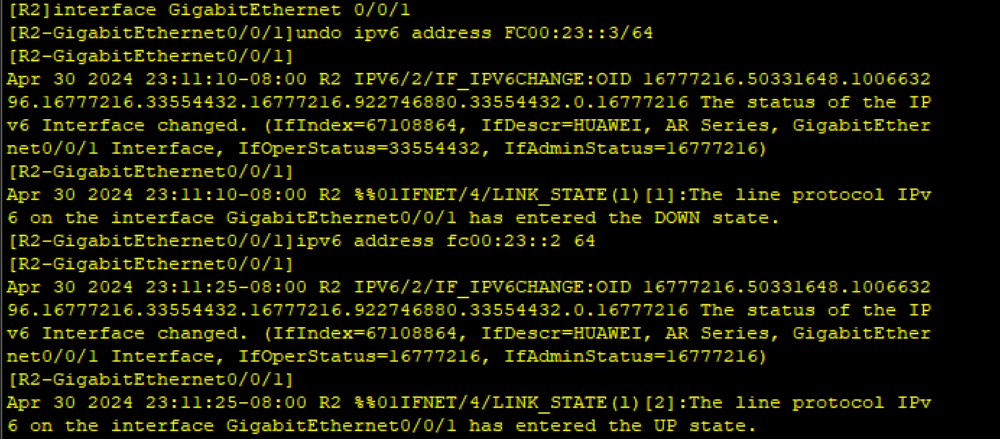 [R2]interface GigabitEthernet 0/0/1
[R2-GigabitEthernet0/0/1]undo ipv6 address FC00:23::3/64
[R2-GigabitEthernet0/0/1]
Apr 30 2024 23:11:10-08:00 R2 IPV6/2/IF_IPV6CHANGE:OID 16777216.50331648.1006632
96.16777216.33554432.16777216.922746880.33554432.0.16777216 The status of the IP
v6 Interface changed. (IfIndex=67108864, IfDescr=HUAWEI, AR Series, GigabitEther
net0/0/1 Interface, IfOperStatus=33554432, IfAdminStatus=16777216)
[R2-GigabitEthernet0/0/1]
Apr 30 2024 23:11:10-08:00 R2 %%01IFNET/4/LINK_STATE(l)[1]:The line protocol IPv
6 on the interface GigabitEthernet0/0/1 has entered the DOWN state.
[R2-GigabitEthernet0/0/1]ipv6 address fc00:23::2 64
[R2-GigabitEthernet0/0/1]
Apr 30 2024 23:11:25-08:00 R2 IPV6/2/IF_IPV6CHANGE:OID 16777216.50331648.1006632
96.16777216.33554432.16777216.922746880.33554432.0.16777216 The status of the IP
v6 Interface changed. (IfIndex=67108864, IfDescr=HUAWEI, AR Series, GigabitEther
net0/0/1 Interface, IfOperStatus=16777216, IfAdminStatus=16777216)
[R2-GigabitEthernet0/0/1]
Apr 30 2024 23:11:25-08:00 R2 %%01IFNET/4/LINK_STATE(l)[2]:The line protocol IPv
6 on the interface GigabitEthernet0/0/1 has entered the UP state.